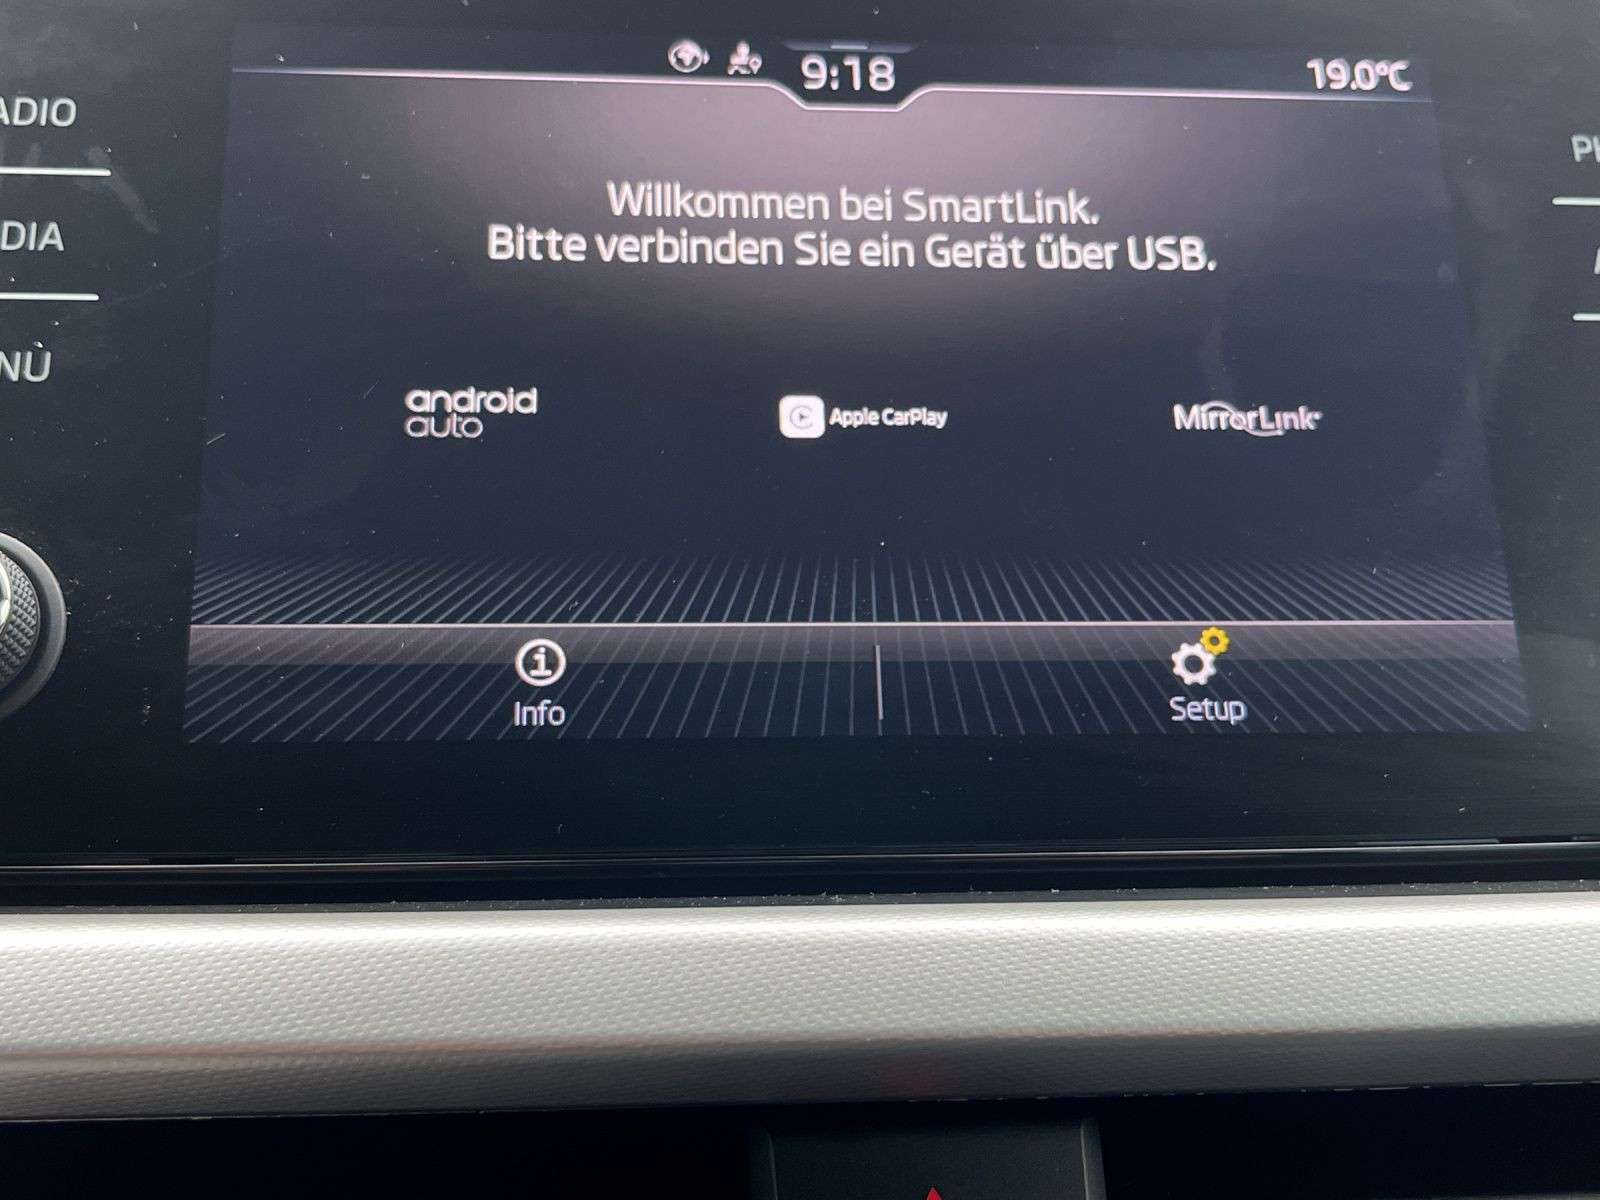 9:18
19.0°C
ADIO
DIA
NÙ
Willkommen bei SmartLink.
Bitte verbinden Sie ein Gerät über USB.
android
auto
Apple CarPlay
MirrorLink
Info
Setup